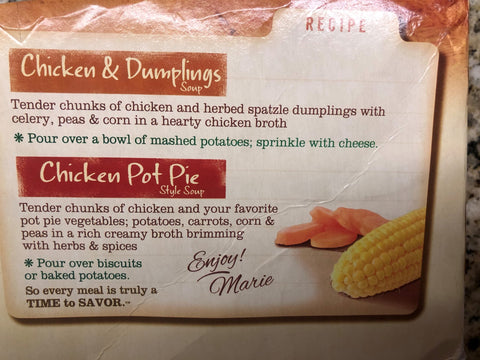 RECIPE
Chicken & Dumplings
Soup
Tender chunks of chicken and herbed spatzle dumplings with
celery, peas & corn in a hearty chicken broth
* Pour over a bowl of mashed potatoes; sprinkle with cheese.
Chicken Pot Pie
Style Soup
Tender chunks of chicken and your favorite
pot pie vegetables; potatoes, carrots, corn &
peas in a rich creamy broth brimming
with herbs & spices
* Pour over biscuits
or baked potatoes.
So every meal is truly a
TIME to SAVOR.™
Enjoy!
Marie